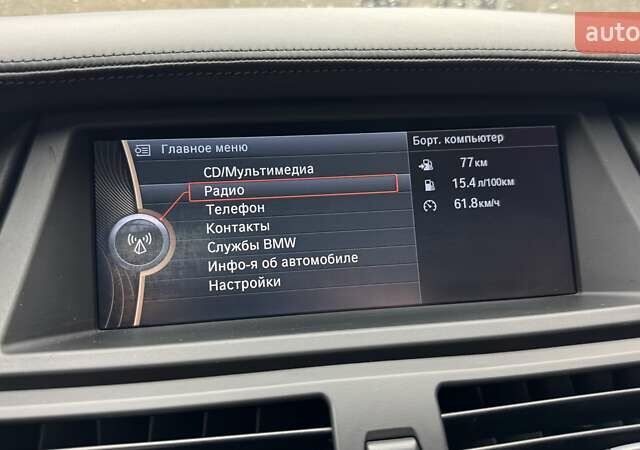 auto
Главное меню
CD/Мультимедиа
Радио
Телефон
Контакты
Службы BMW
Инфо-я об автомобиле
Настройки
Борт. компьютер
77 км
15.4 л/100км
61.8 км/ч